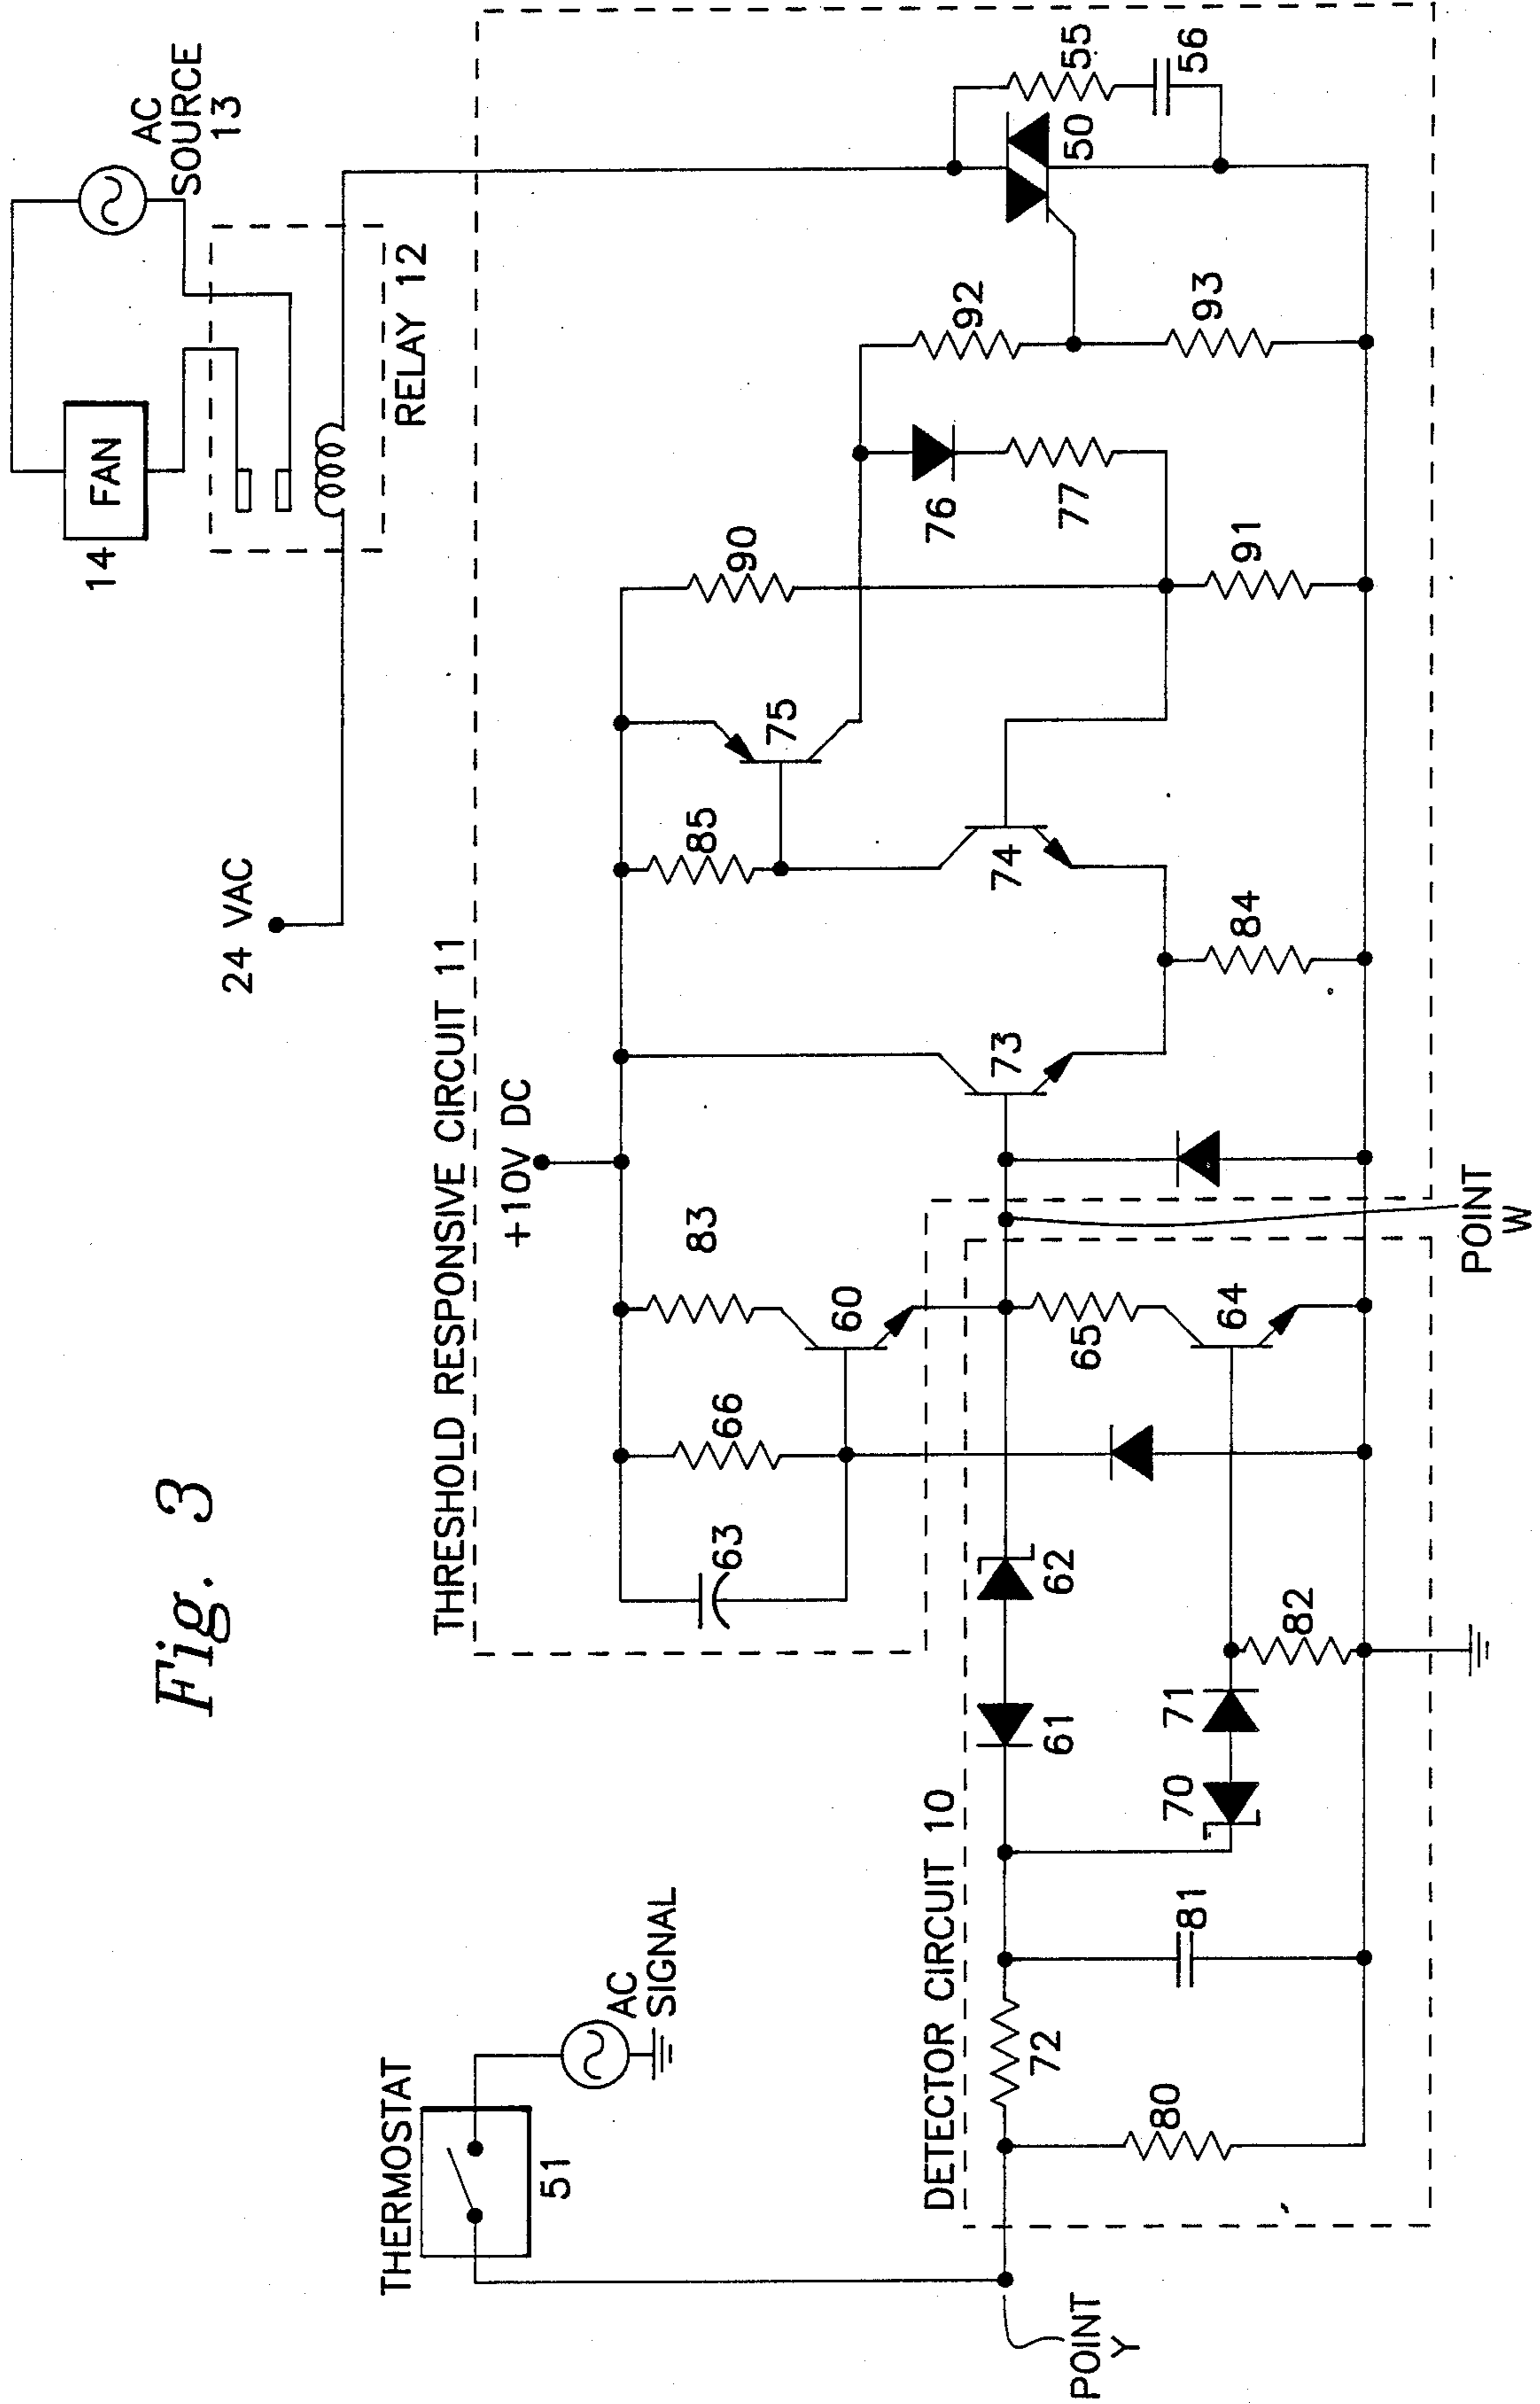 Fig. 3
THERMOSTAT
51
AC
SIGNAL
POINT
Y
DETECTOR CIRCUIT 10
80
72
81
70
71
82
61
62
65
64
THRESHOLD RESPONSIVE CIRCUIT 11
63
66
60
83
+10V DC
POINT
W
73
84
74
85
75
90
91
76
77
92
93
50
55
56
24 VAC
14
FAN
RELAY 12
AC
SOURCE
13